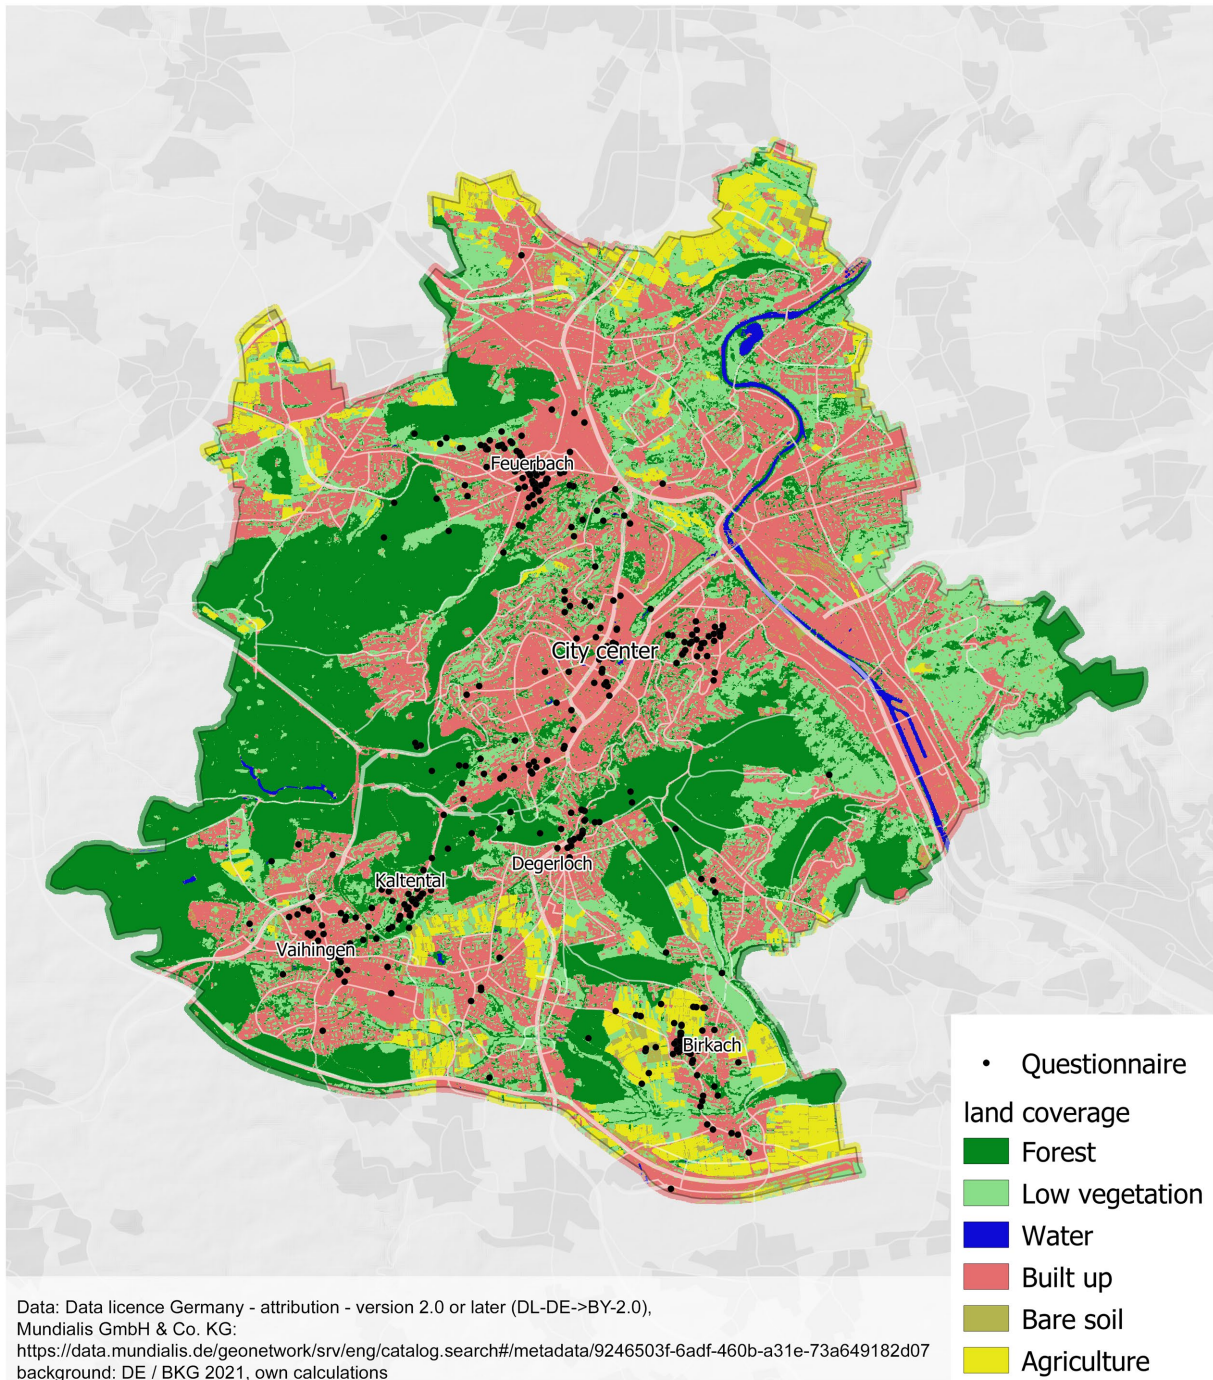 Feuerbach
City center
Degerloch
Kaltental
Vaihingen
Birkach
Questionnaire
land coverage
Forest
Low vegetation
Water
Built up
Bare soil
Agriculture
Data: Data licence Germany - attribution - version 2.0 or later (DL-DE->BY-2.0),
Mundialis GmbH & Co. KG:
https://data.mundialis.de/geonetwork/srv/eng/catalog.search#/metadata/9246503f-6adf-460b-a31e-73a649182d07
background: DE / BKG 2021, own calculations